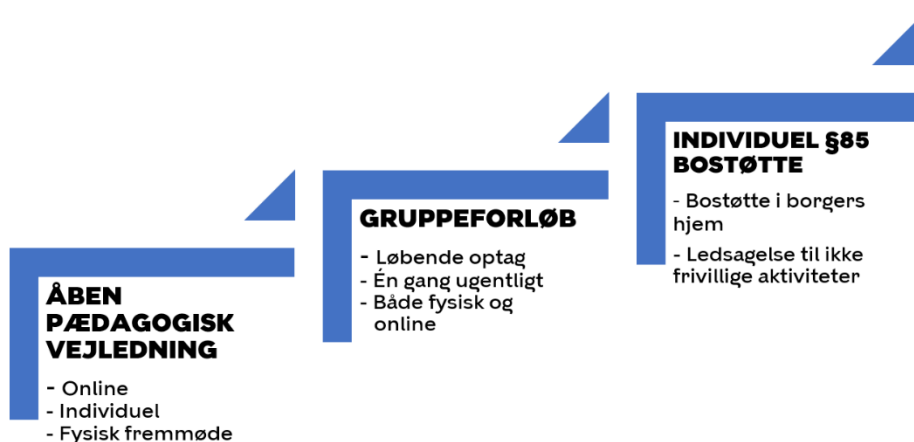 ÅBEN
PÆDAGOGISK
VEJLEDNING
- Online
- Individuel
- Fysisk fremmøde
GRUPPEFORLØB
- Løbende optag
- Én gang ugentligt
- Både fysisk og
online
INDIVIDUEL §85
BOSTØTTE
- Bostøtte i borgers
hjem
- Ledsagelse til ikke
frivillige aktiviteter